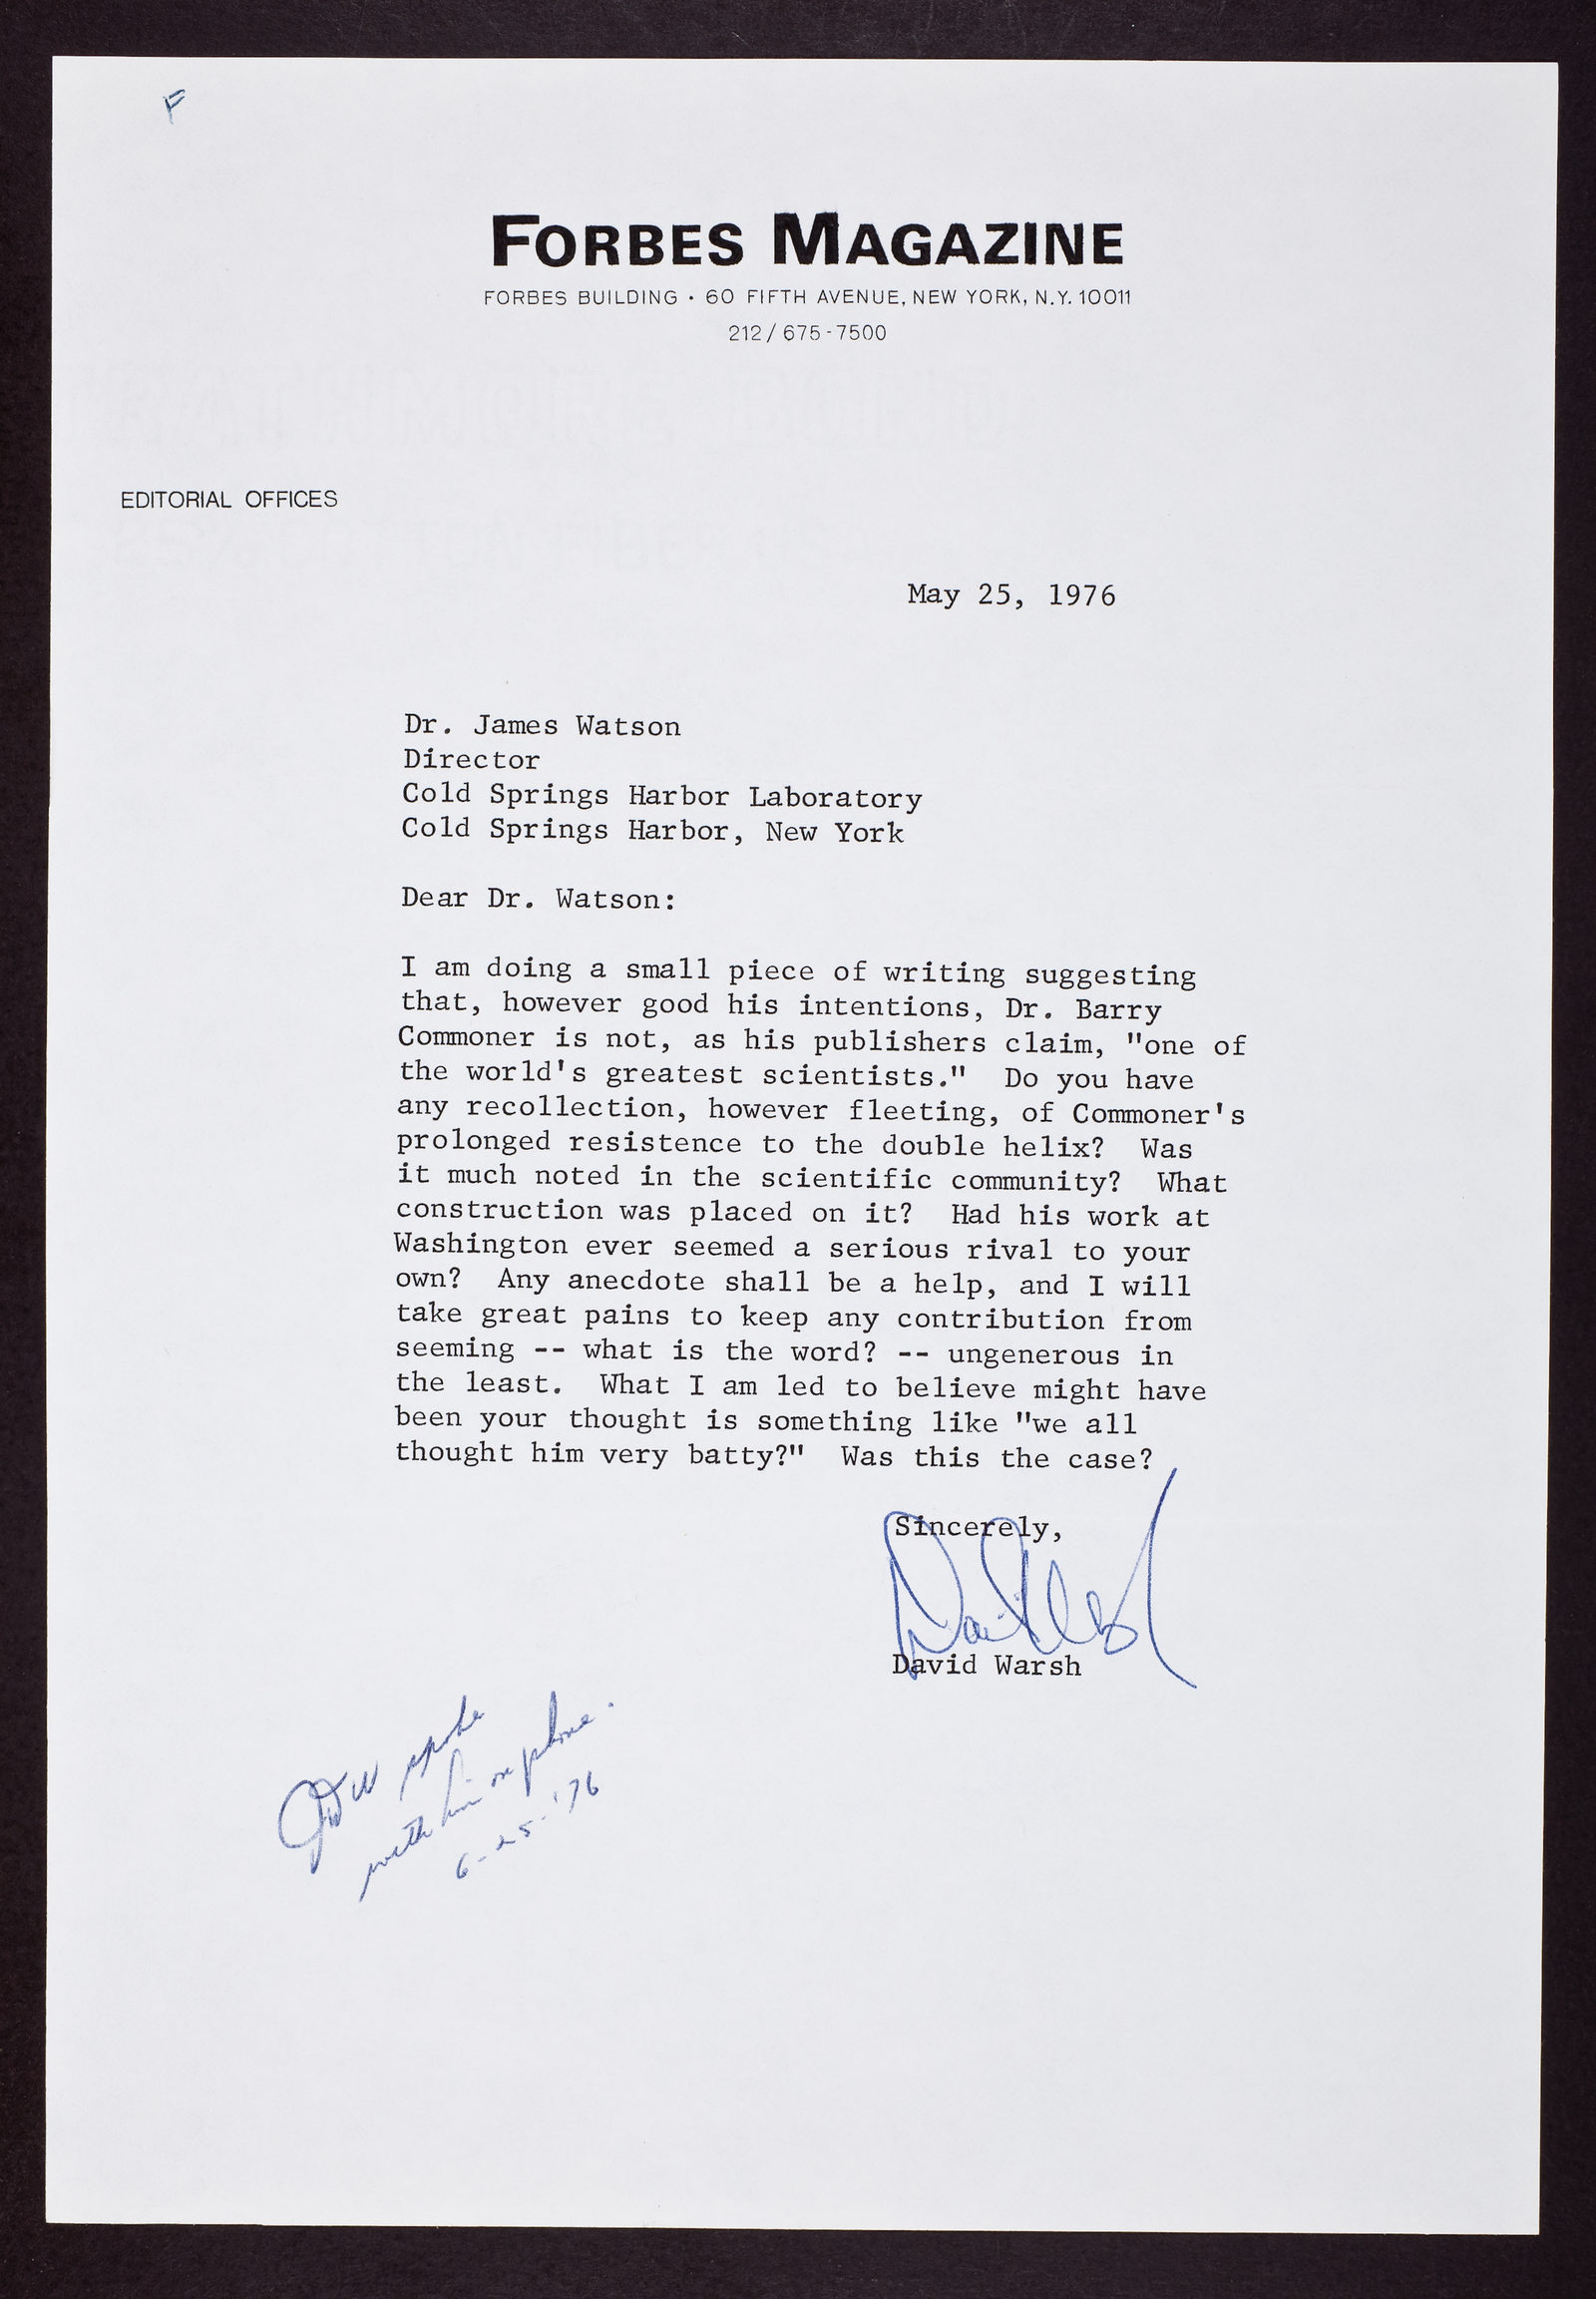 F
FORBES MAGAZINE
FORBES BUILDING • 60 FIFTH AVENUE, NEW YORK, N.Y. 10011
212/675-7500
EDITORIAL OFFICES
May 25, 1976
Dr. James Watson
Director
Cold Springs Harbor Laboratory
Cold Springs Harbor, New York
Dear Dr. Watson:
I am doing a small piece of writing suggesting
that, however good his intentions, Dr. Barry
Commoner is not, as his publishers claim, "one of
the world's greatest scientists."  Do you have
any recollection, however fleeting, of Commoner's
prolonged resistence to the double helix?  Was
it much noted in the scientific community?  What
construction was placed on it?  Had his work at
Washington ever seemed a serious rival to your
own?  Any anecdote shall be a help, and I will
take great pains to keep any contribution from
seeming -- what is the word? -- ungenerous in
the least.  What I am led to believe might have
been your thought is something like "we all
thought him very batty?"  Was this the case?
Sincerely,
David Warsh
JDW spoke
with him on phone.
6-25-'76